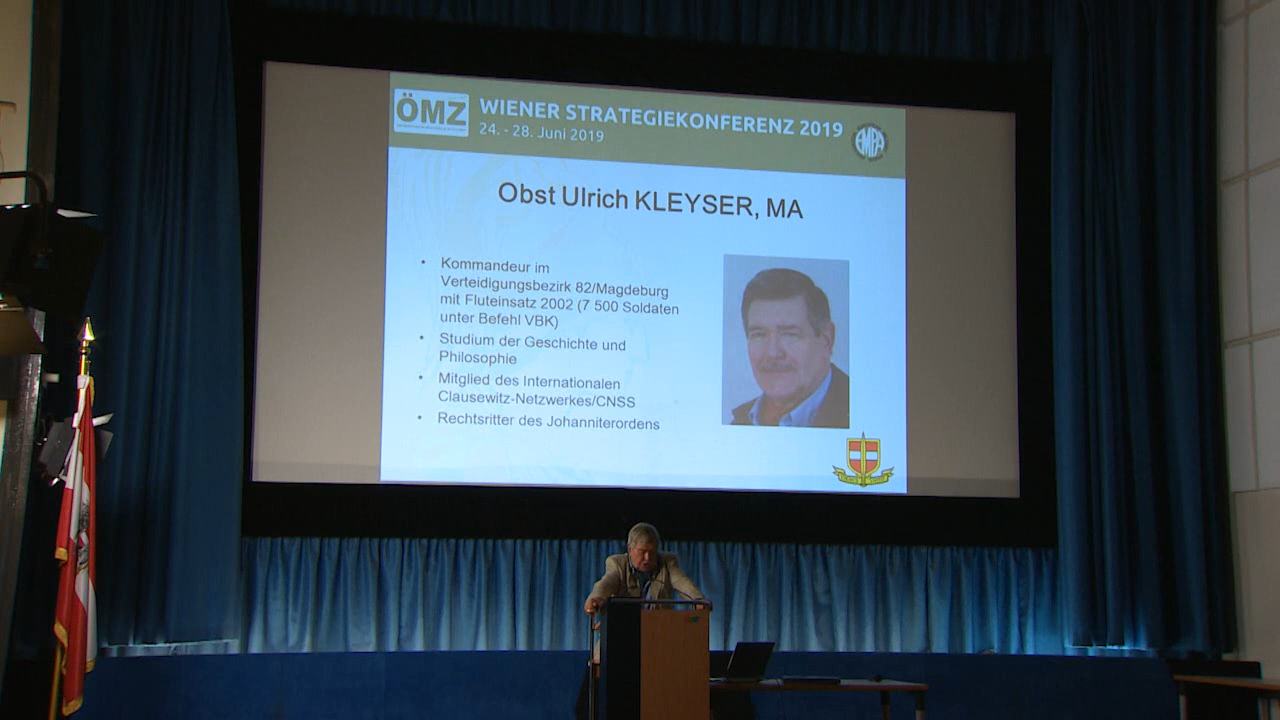 ÖMZ
WIENER STRATEGIEKONFERENZ 2019
24. - 28. Juni 2019
Obst Ulrich KLEYSER, MA
• Kommandeur im
Verteidigungsbezirk 82/Magdeburg
mit Fluteinsatz 2002 (7 500 Soldaten
unter Befehl VBK)
• Studium der Geschichte und
Philosophie
• Mitglied des Internationalen
Clausewitz-Netzwerkes/CNSS
• Rechtsritter des Johanniterordens